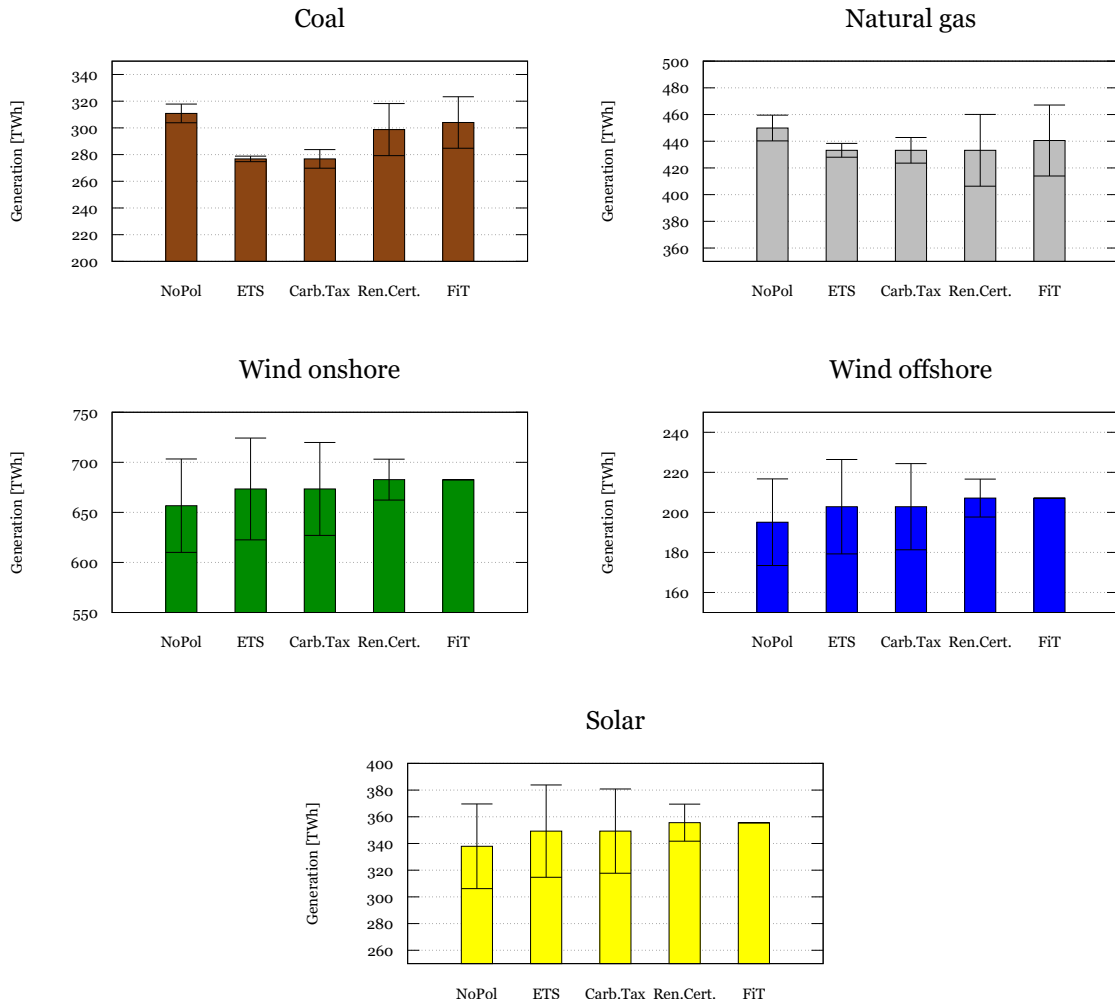 Coal
Generation [TWh]
340
320
300
280
260
240
220
200
NoPol ETS Carb.Tax Ren.Cert. FiT
Natural gas
Generation [TWh]
500
480
460
440
420
400
380
360
NoPol ETS Carb.Tax Ren.Cert. FiT
Wind onshore
Generation [TWh]
750
700
650
600
550
NoPol ETS Carb.Tax Ren.Cert. FiT
Wind offshore
Generation [TWh]
240
220
200
180
160
NoPol ETS Carb.Tax Ren.Cert. FiT
Solar
Generation [TWh]
400
380
360
340
320
300
280
260
NoPol ETS Carb.Tax Ren.Cert. FiT